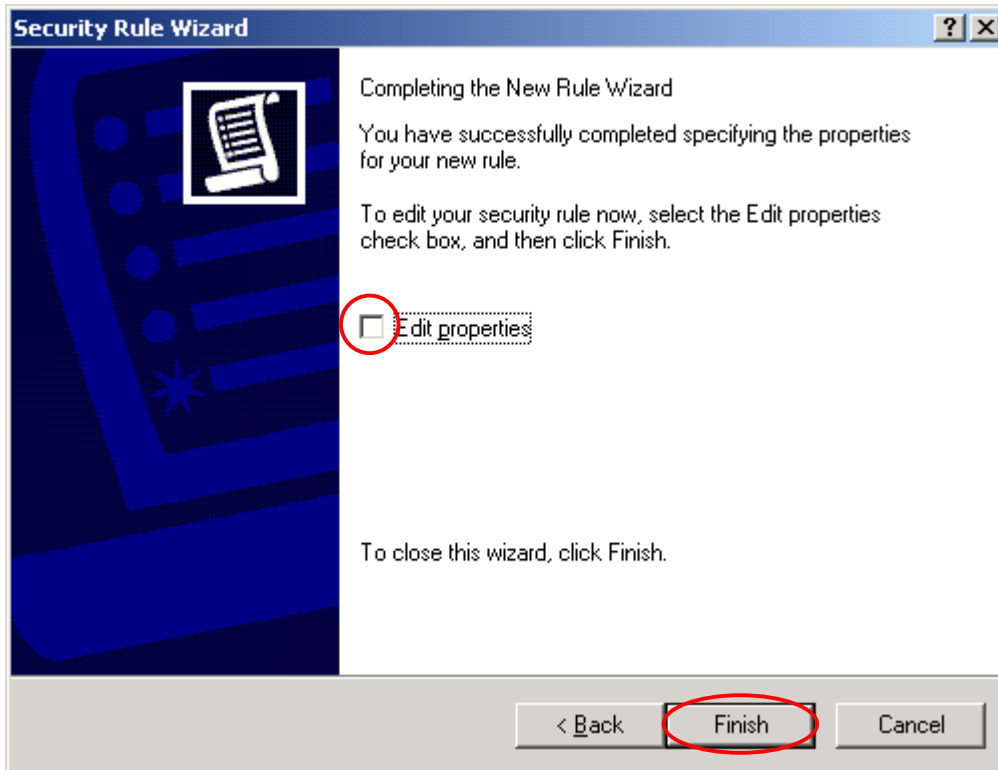 Security Rule Wizard
Completing the New Rule Wizard
You have successfully completed specifying the properties
for your new rule.
To edit your security rule now, select the Edit properties
check box, and then click Finish.
Edit properties
To close this wizard, click Finish.
< Back Finish Cancel